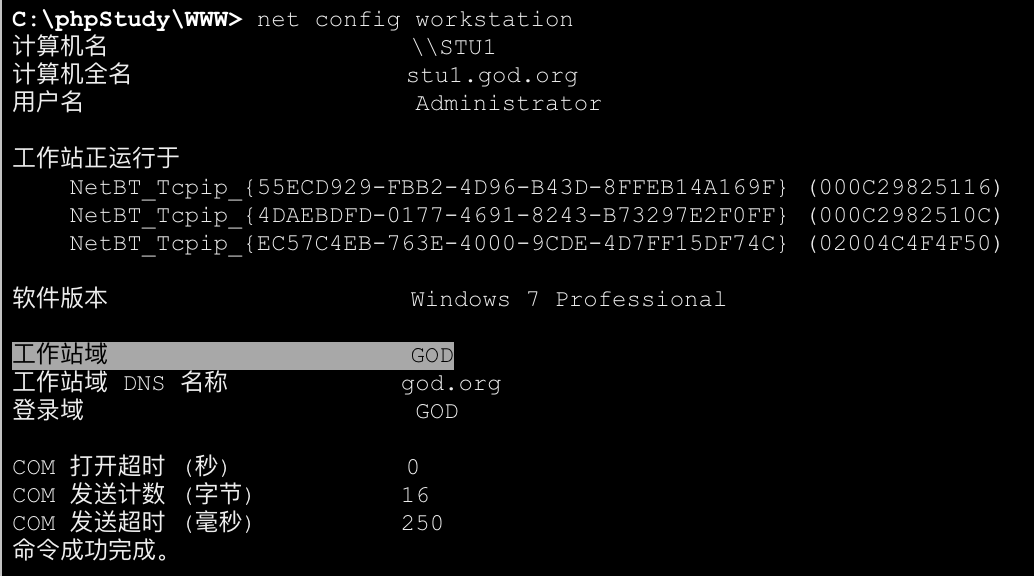 C:\phpStudy\WWW> net config workstation
计算机名 \\STU1
计算机全名 stu1.god.org
用户名 Administrator
工作站正运行于
NetBT_Tcpip_{55ECD929-FBB2-4D96-B43D-8FFEB14A169F} (000C29825116)
NetBT_Tcpip_{4DAEBDFD-0177-4691-8243-B73297E2F0FF} (000C2982510C)
NetBT_Tcpip_{EC57C4EB-763E-4000-9CDE-4D7FF15DF74C} (02004C4F4F50)
软件版本 Windows 7 Professional
工作站域 GOD
工作站域 DNS 名称 god.org
登录域 GOD
COM 打开超时 (秒) 0
COM 发送计数 (字节) 16
COM 发送超时 (毫秒) 250
命令成功完成。